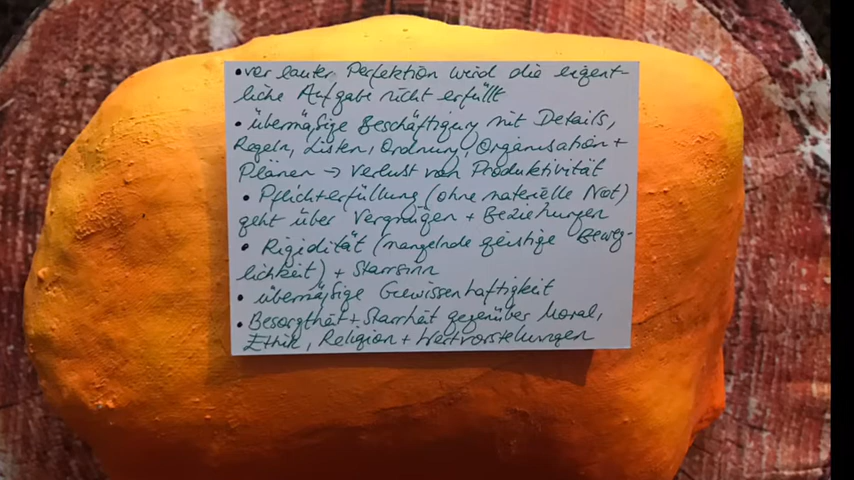 • vor lauter Perfektion wird die eigent-
liche Aufgabe nicht erfüllt
• übermäßige Beschäftigung mit Details,
Regeln, Listen, Ordnung, Organisation +
Plänen → Verlust von Produktivität
• Pflichterfüllung (ohne materielle Not)
geht über Vergnügen + Beziehungen
• Rigidität (mangelnde geistige Beweg-
lichkeit) + Starrsinn
• übermäßige Gewissenhaftigkeit
• Besorgtheit + Starrheit gegenüber Moral,
Ethik, Religion + Wertvorstellungen